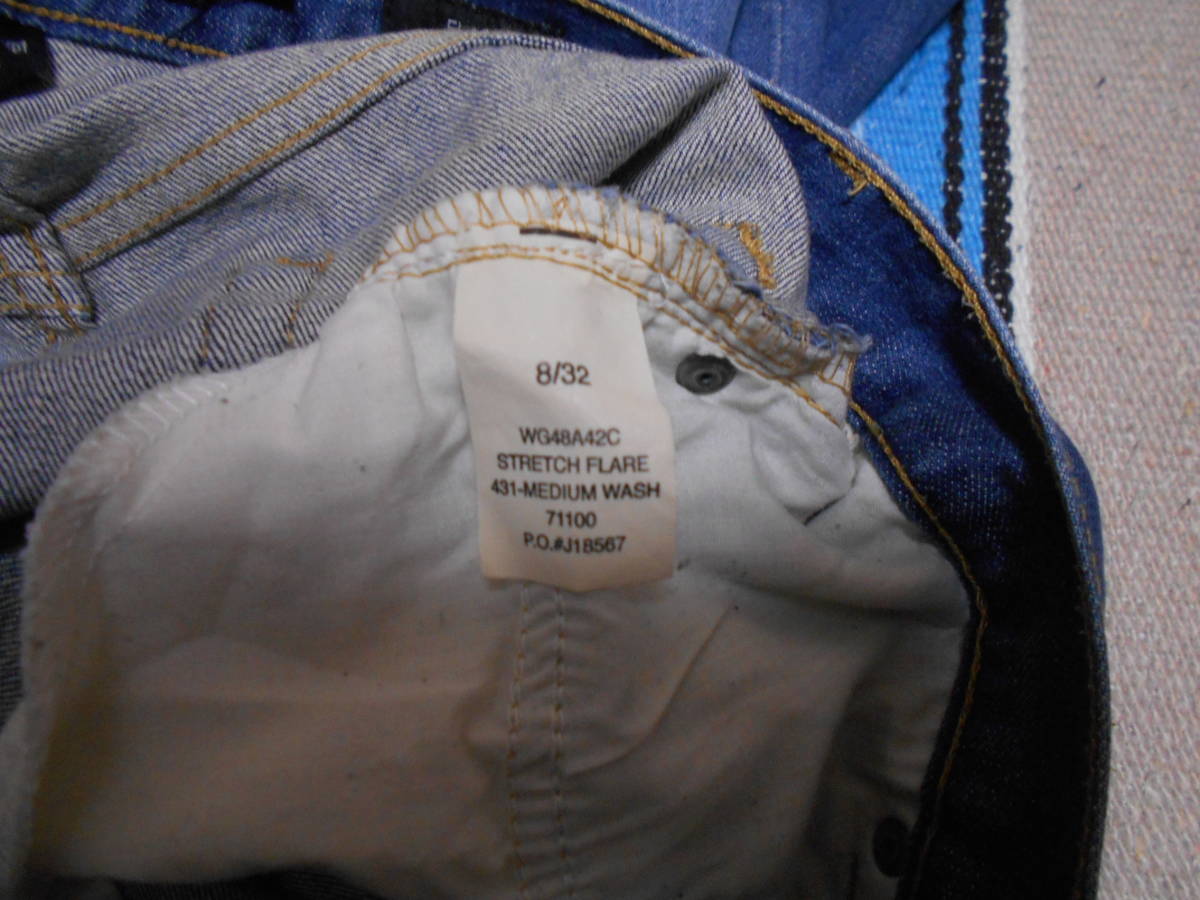 8/32
WG48A42C
STRETCH FLARE
431-MEDIUM WASH
71100
P.O.#J18567